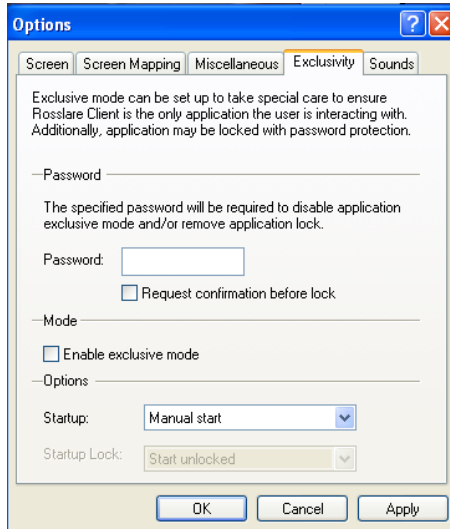 Options
Screen Screen Mapping Miscellaneous Exclusivity Sounds
Exclusive mode can be set up to take special care to ensure
Rosslare Client is the only application the user is interacting with.
Additionally, application may be locked with password protection.
Password
The specified password will be required to disable application
exclusive mode and/or remove application lock.
Password:
Request confirmation before lock
Mode
Enable exclusive mode
Options
Startup: Manual start
Startup Lock: Start unlocked
OK Cancel Apply